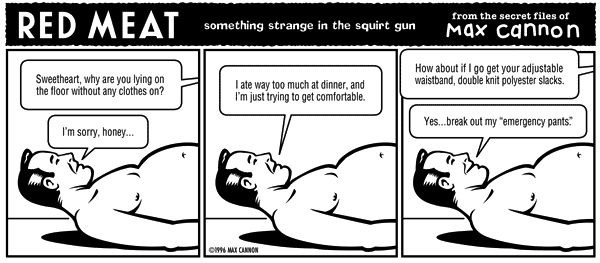 RED MEAT
something strange in the squirt gun
from the secret files of
max cannon
Sweetheart, why are you lying on
the floor without any clothes on?
I'm sorry, honey...
I ate way too much at dinner, and
I'm just trying to get comfortable.
©1996 MAX CANNON
How about if I go get your adjustable
waistband, double knit polyester slacks.
Yes...break out my "emergency pants."